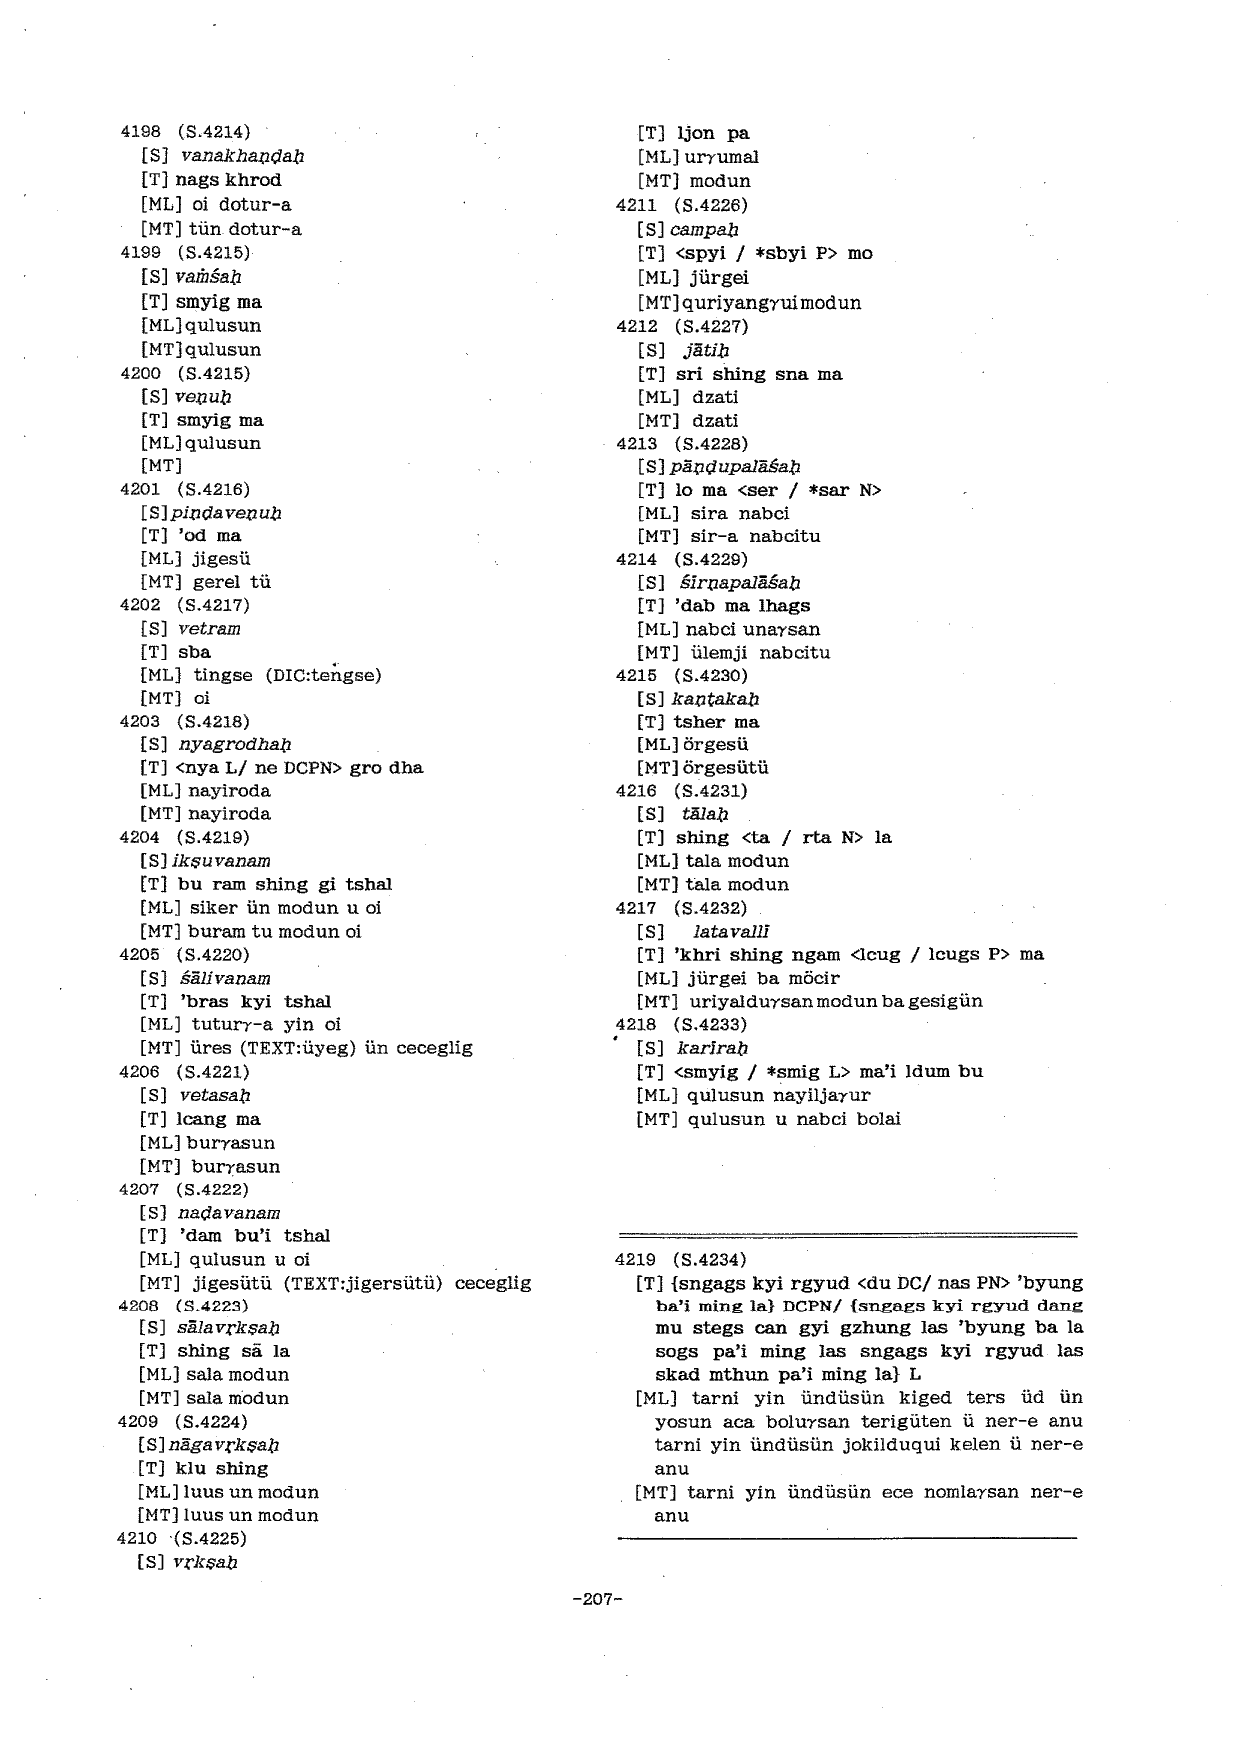 4198 (S.4214)
[S] vanakhaṇḍaḥ
[T] nags khrod
[ML] oi dotur-a
[MT] tün dotur-a
4199 (S.4215)
[S] vaṁśaḥ
[T] smyig ma
[ML] qulusun
[MT] qulusun
4200 (S.4215)
[S] veṇuḥ
[T] smyig ma
[ML] qulusun
[MT]
4201 (S.4216)
[S] piṇḍaveṇuḥ
[T] 'od ma
[ML] jigesü
[MT] gerel tü
4202 (S.4217)
[S] vetram
[T] sba
[ML] tingse (DIC:teṅgse)
[MT] oi
4203 (S.4218)
[S] nyagrodhaḥ
[T] <nya L/ ne DCPN> gro dha
[ML] nayiroda
[MT] nayiroda
4204 (S.4219)
[S] ikṣuvanam
[T] bu ram shing gi tshal
[ML] siker ün modun u oi
[MT] buram tu modun oi
4205 (S.4220)
[S] śālivanam
[T] 'bras kyi tshal
[ML] tuturγ-a yin oi
[MT] üres (TEXT:üyeg) ün ceceglig
4206 (S.4221)
[S] vetasaḥ
[T] lcang ma
[ML] burγasun
[MT] burγasun
4207 (S.4222)
[S] naḍavanam
[T] 'dam bu'i tshal
[ML] qulusun u oi
[MT] jigesütü (TEXT:jigersütü) ceceglig
4208 (S.4223)
[S] sālavṛkṣaḥ
[T] shing sā la
[ML] sala modun
[MT] sala modun
4209 (S.4224)
[S] nāgavṛkṣaḥ
[T] klu shing
[ML] luus un modun
[MT] luus un modun
4210 (S.4225)
[S] vṛkṣaḥ
[T] ljon pa
[ML] urγumal
[MT] modun
4211 (S.4226)
[S] campaḥ
[T] <spyi / *sbyi P> mo
[ML] jürgei
[MT] quriyangγui modun
4212 (S.4227)
[S] jātiḥ
[T] sri shing sna ma
[ML] dzati
[MT] dzati
4213 (S.4228)
[S] pāṇḍupalāśaḥ
[T] lo ma <ser / *sar N>
[ML] sira nabci
[MT] sir-a nabcitu
4214 (S.4229)
[S] śīrṇapalāśaḥ
[T] 'dab ma lhags
[ML] nabci unaγsan
[MT] ülemji nabcitu
4215 (S.4230)
[S] kaṇṭakaḥ
[T] tsher ma
[ML] örgesü
[MT] örgesütü
4216 (S.4231)
[S] tālaḥ
[T] shing <ta / rta N> la
[ML] tala modun
[MT] tala modun
4217 (S.4232)
[S] latavallī
[T] 'khri shing ngam <lcug / lcugs P> ma
[ML] jürgei ba möcir
[MT] uriyalduγsan modun ba gesigün
4218 (S.4233)
[S] karīraḥ
[T] <smyig / *smig L> ma'i ldum bu
[ML] qulusun nayiljaγur
[MT] qulusun u nabci bolai
4219 (S.4234)
[T] {sngags kyi rgyud <du DC/ nas PN> 'byung
ba'i ming la} DCPN/ {sngags kyi rgyud dang
mu stegs can gyi gzhung las 'byung ba la
sogs pa'i ming las sngags kyi rgyud las
skad mthun pa'i ming la} L
[ML] tarni yin ündüsün kiged ters üd ün
yosun aca boluγsan terigüten ü ner-e anu
tarni yin ündüsün jokilduqui kelen ü ner-e
anu
[MT] tarni yin ündüsün ece nomlaγsan ner-e
anu
-207-